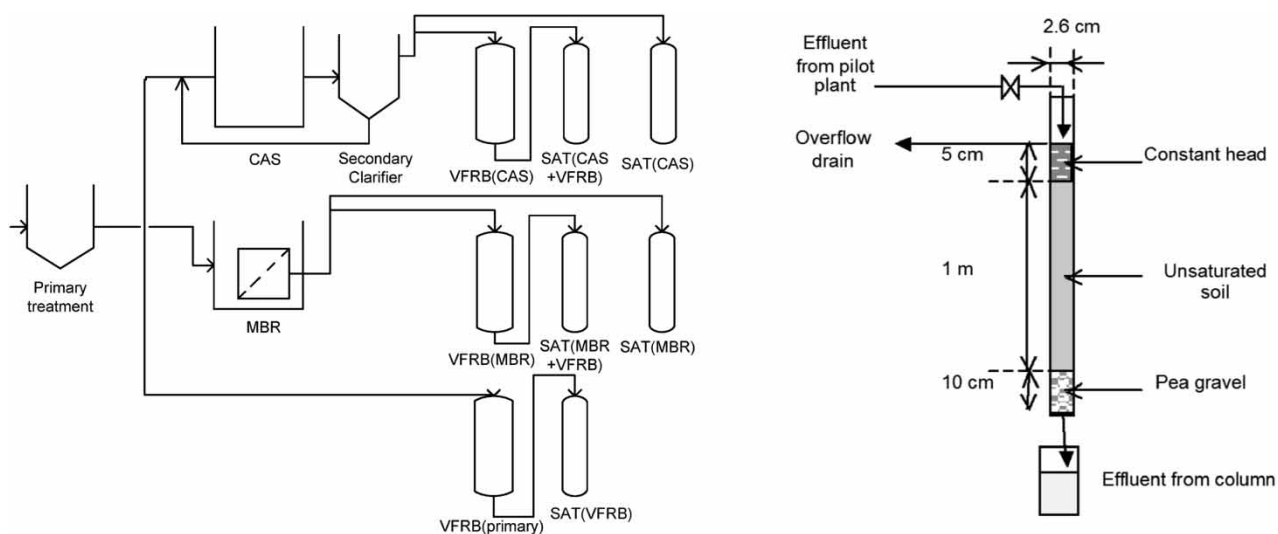 CAS
Secondary
Clarifier
VFRB(CAS)
SAT(CAS
+VFRB)
SAT(CAS)
Primary
treatment
MBR
VFRB(MBR)
SAT(MBR
+VFRB)
SAT(MBR)
VFRB(primary)
SAT(VFRB)
2.6 cm
Effluent
from pilot
plant
Overflow
drain
5 cm
Constant head
1 m
Unsaturated
soil
10 cm
Pea gravel
Effluent from column